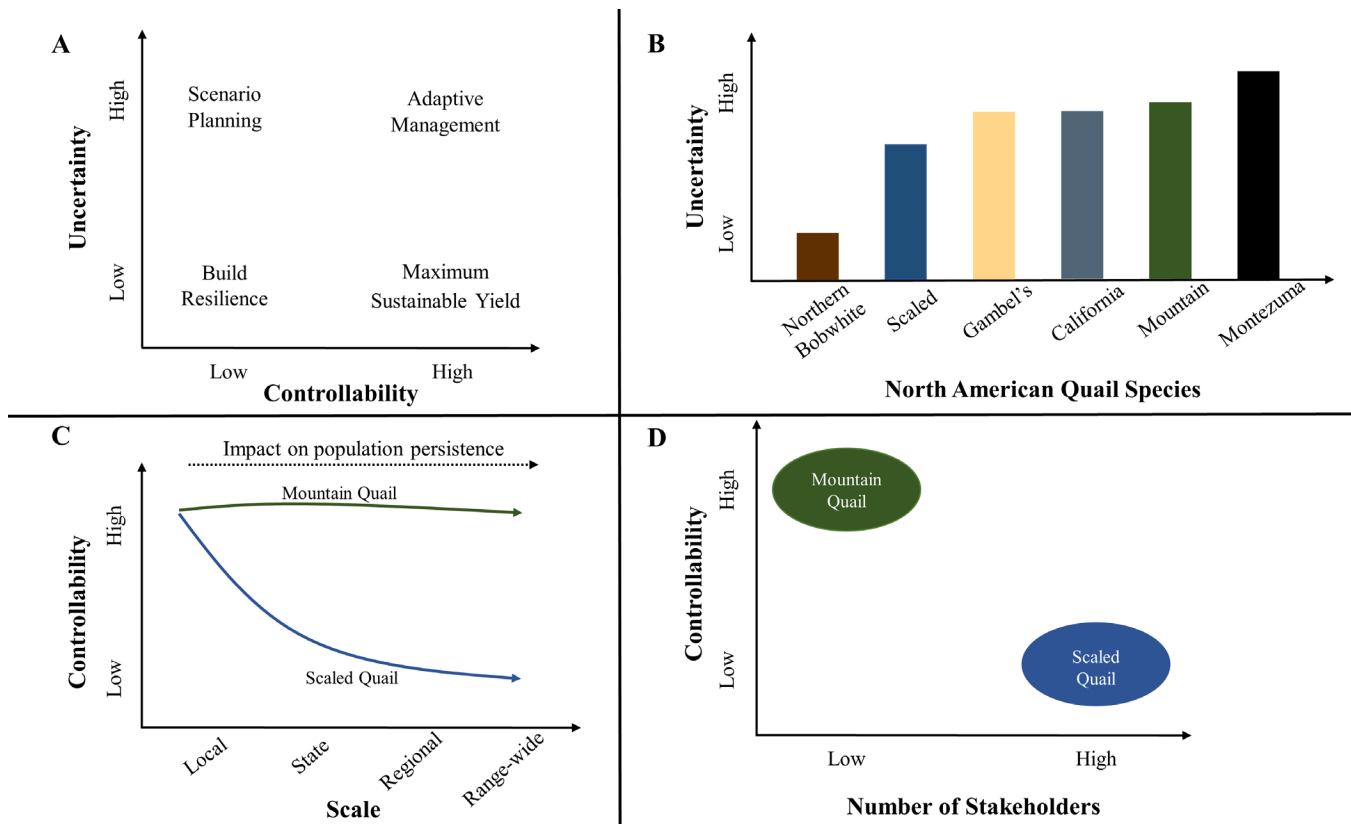 A
Uncertainty
High
Low
Scenario
Planning
Adaptive
Management
Build
Resilience
Maximum
Sustainable Yield
Low
High
Controllability
B
Uncertainty
High
Low
Northern
Bobwhite
Scaled
Gambel's
California
Mountain
Montezuma
North American Quail Species
C
Impact on population persistence
Controllability
High
Low
Mountain Quail
Scaled Quail
Local
State
Regional
Range-wide
Scale
D
Controllability
High
Low
Mountain
Quail
Scaled
Quail
Low
High
Number of Stakeholders